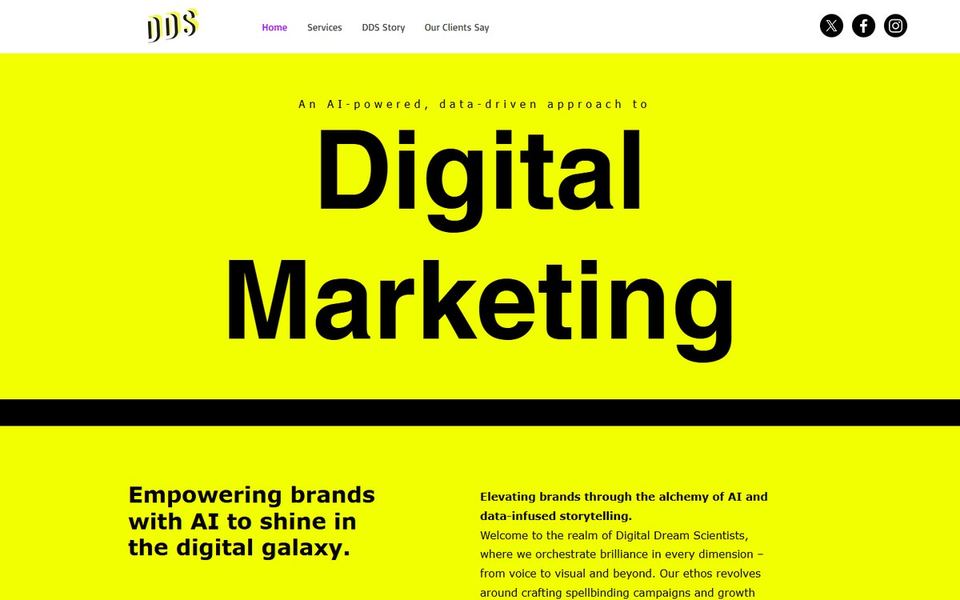 DDS
Home Services DDS Story Our Clients Say
An AI-powered, data-driven approach to
Digital
Marketing
Empowering brands
with AI to shine in
the digital galaxy.
Elevating brands through the alchemy of AI and
data-infused storytelling.
Welcome to the realm of Digital Dream Scientists,
where we orchestrate brilliance in every dimension –
from voice to visual and beyond. Our ethos revolves
around crafting spellbinding campaigns and growth